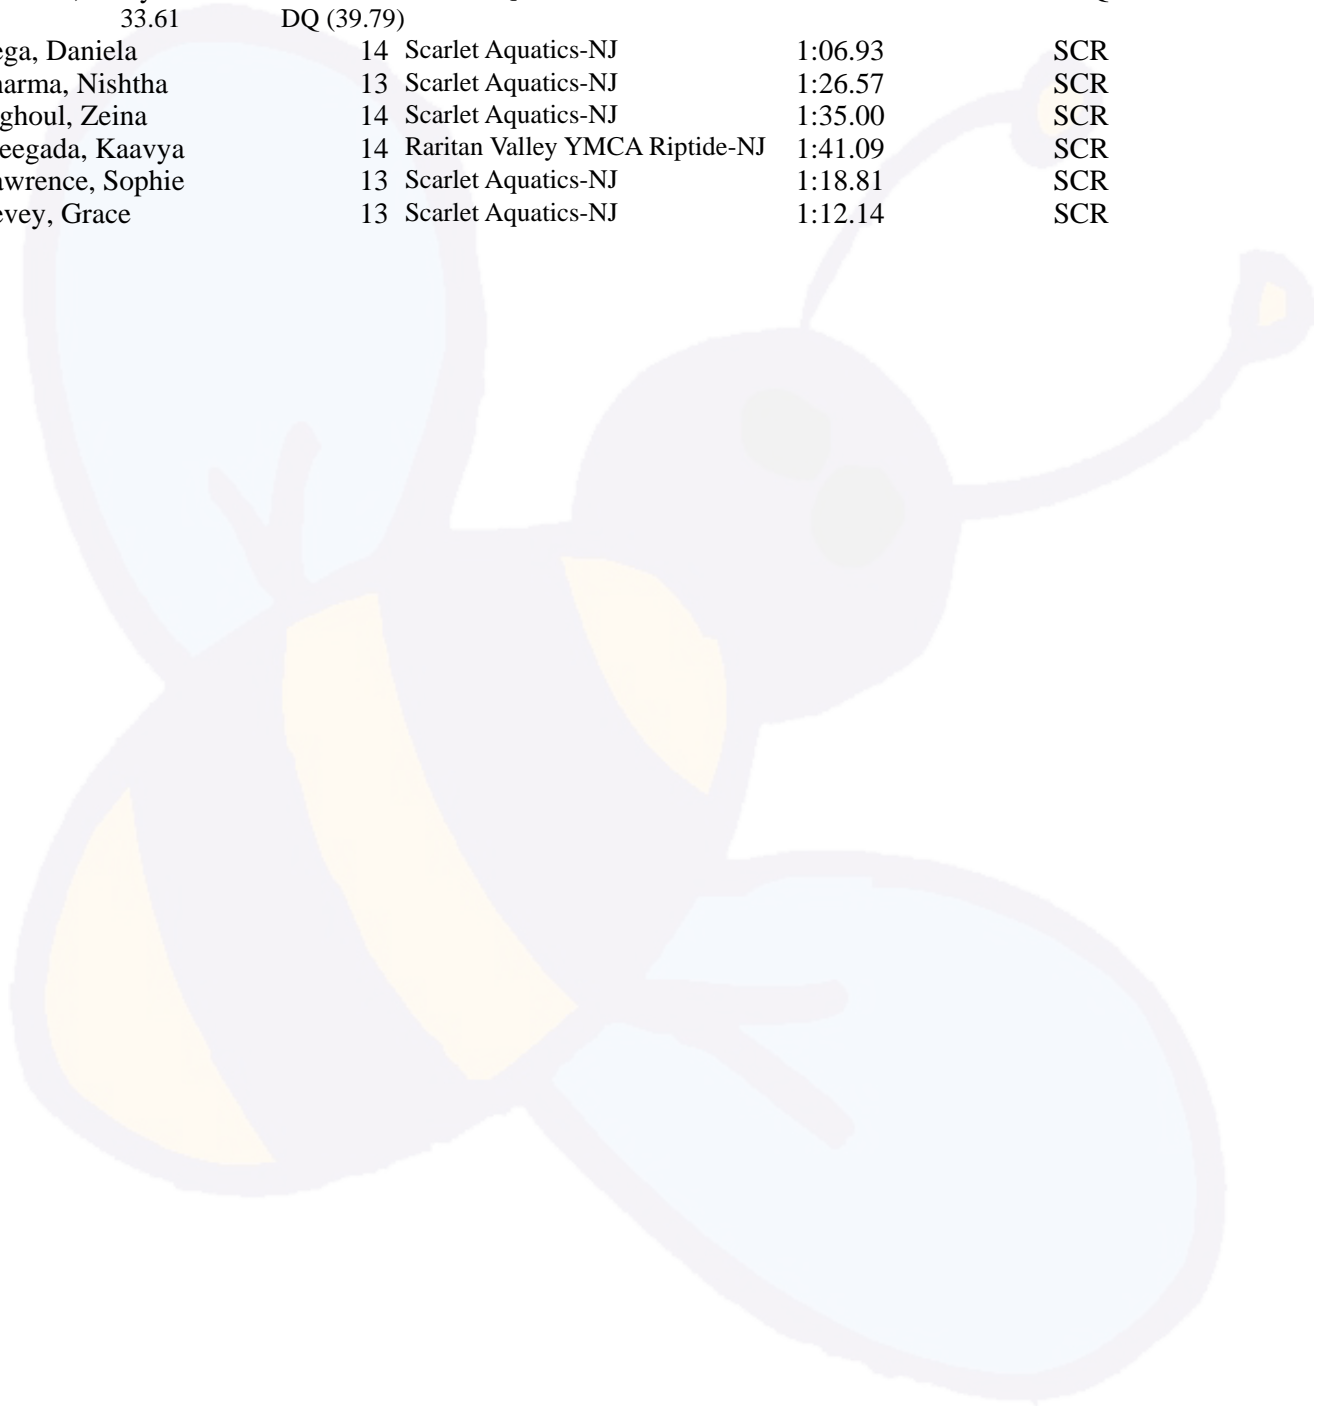 33.61 DQ (39.79)
ega, Daniela 14 Scarlet Aquatics-NJ 1:06.93 SCR
arma, Nishtha 13 Scarlet Aquatics-NJ 1:26.57 SCR
ghoul, Zeina 14 Scarlet Aquatics-NJ 1:35.00 SCR
eegada, Kaavya 14 Raritan Valley YMCA Riptide-NJ 1:41.09 SCR
awrence, Sophie 13 Scarlet Aquatics-NJ 1:18.81 SCR
evey, Grace 13 Scarlet Aquatics-NJ 1:12.14 SCR